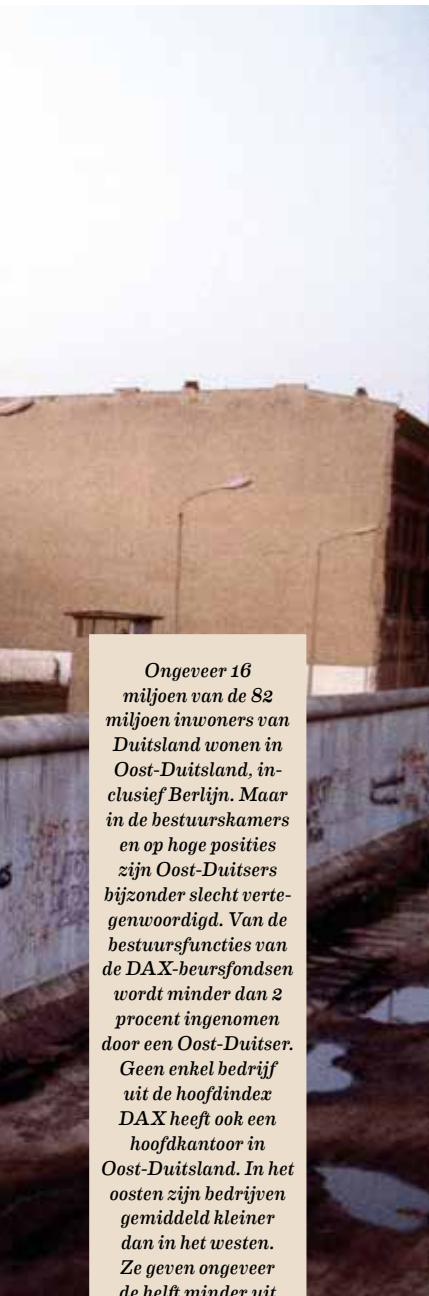 Ongeveer 16
miljoen van de 82
miljoen inwoners van
Duitsland wonen in
Oost-Duitsland, in-
clusief Berlijn. Maar
in de bestuurskamers
en op hoge posities
zijn Oost-Duitsers
bijzonder slecht verte-
genwoordigd. Van de
bestuursfuncties van
de DAX-beursfondsen
wordt minder dan 2
procent ingenomen
door een Oost-Duitser.
Geen enkel bedrijf
uit de hoofdindex
DAX heeft ook een
hoofdkantoor in
Oost-Duitsland. In het
oosten zijn bedrijven
gemiddeld kleiner
dan in het westen.
Ze geven ongeveer
de helft minder uit